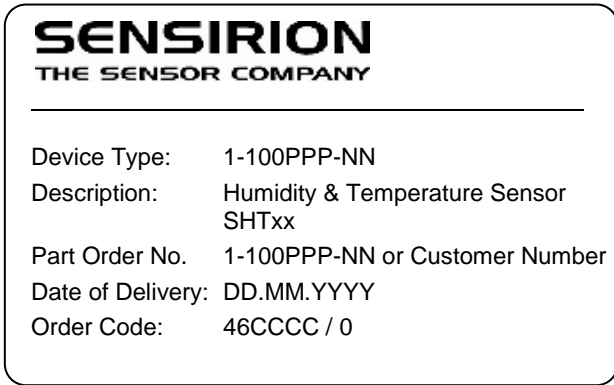 SENSIRION
THE SENSOR COMPANY
Device Type: 1-100PPP-NN
Description: Humidity & Temperature Sensor
SHTxx
Part Order No. 1-100PPP-NN or Customer Number
Date of Delivery: DD.MM.YYYY
Order Code: 46CCCC / 0